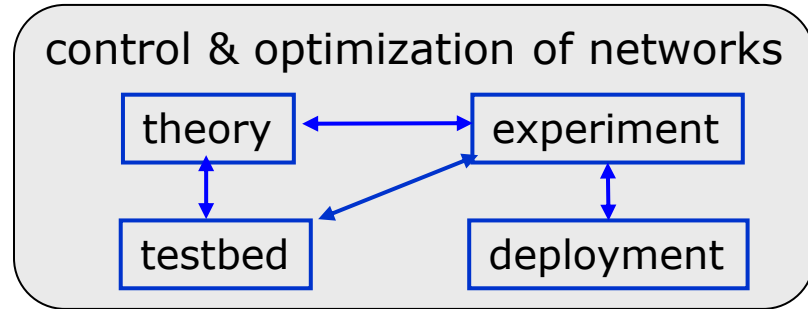 control & optimization of networks
theory experiment
testbed deployment